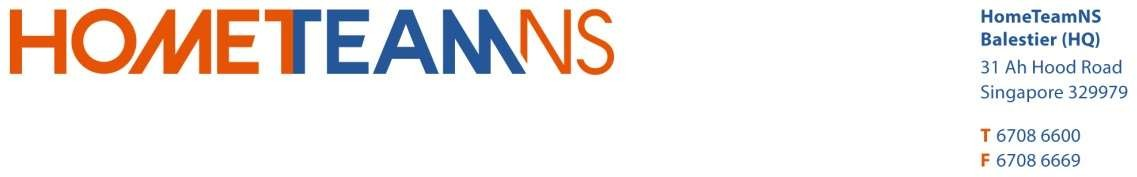 HOMETEAMNS
HomeTeamNS
Balestier (HQ)
31 Ah Hood Road
Singapore 329979
T 6708 6600
F 6708 6669